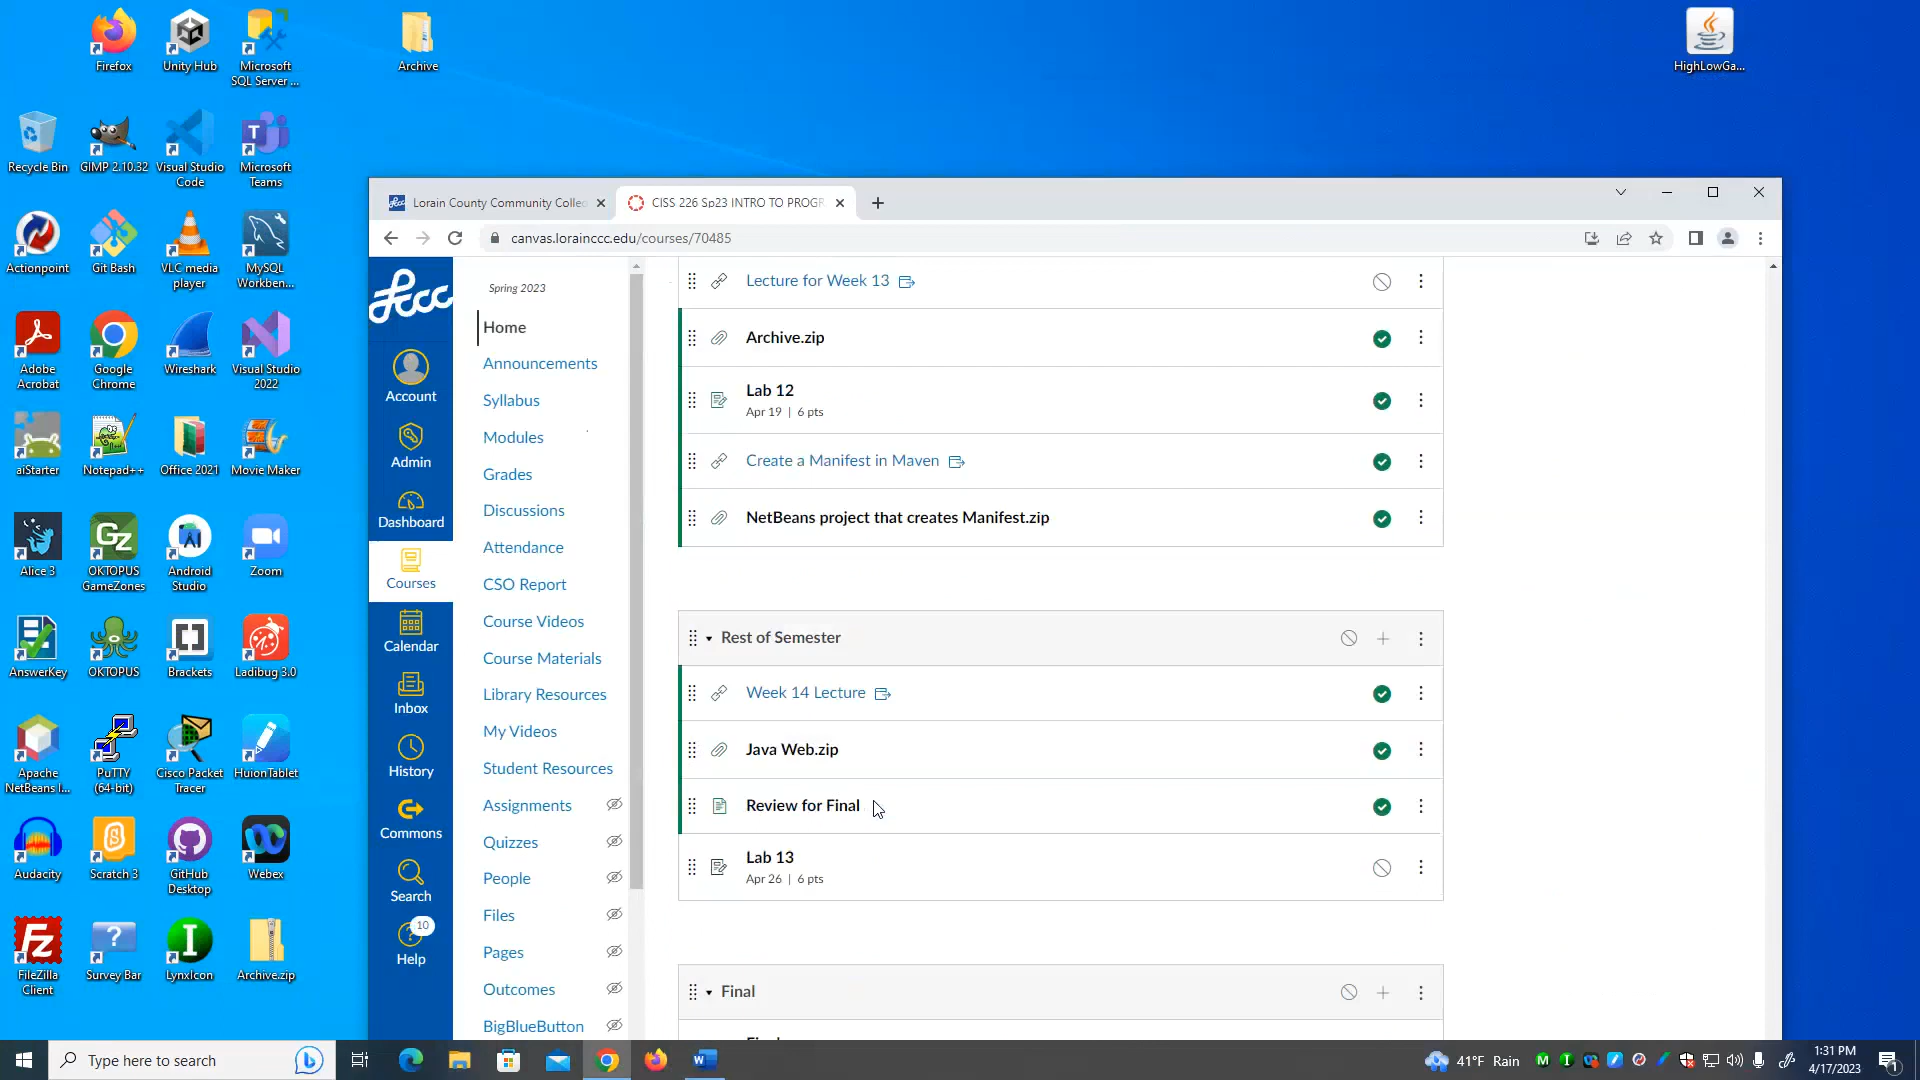 Firefox
Unity Hub
Microsoft
SQL Server ...
Archive
HighLowGa...
Recycle Bin
GIMP 2.10.32
Visual Studio
Code
Microsoft
Teams
Actionpoint
Git Bash
VLC media
player
MySQL
Workben...
Adobe
Acrobat
Google
Chrome
Wireshark
Visual Studio
2022
aiStarter
Notepad++
Office 2021
Movie Maker
Alice 3
OKTOPUS
GameZones
Android
Studio
Zoom
AnswerKey
OKTOPUS
Brackets
Ladibug 3.0
Apache
NetBeans I...
PuTTY
(64-bit)
Cisco Packet
Tracer
HuionTablet
Audacity
Scratch 3
GitHub
Desktop
Webex
FileZilla
Client
Survey Bar
LynxIcon
Archive.zip
Lorain County Community Colle
CISS 226 Sp23 INTRO TO PROGR
canvas.lorainccc.edu/courses/70485
lccc
Account
Admin
Dashboard
Courses
Calendar
Inbox
History
Commons
Search
10
Help
Spring 2023
Home
Announcements
Syllabus
Modules
Grades
Discussions
Attendance
CSO Report
Course Videos
Course Materials
Library Resources
My Videos
Student Resources
Assignments
Quizzes
People
Files
Pages
Outcomes
BigBlueButton
Lecture for Week 13
Archive.zip
Lab 12
Apr 19 | 6 pts
Create a Manifest in Maven
NetBeans project that creates Manifest.zip
Rest of Semester
Week 14 Lecture
Java Web.zip
Review for Final
Lab 13
Apr 26 | 6 pts
Final
Type here to search
41°F Rain
1:31 PM
4/17/2023
1